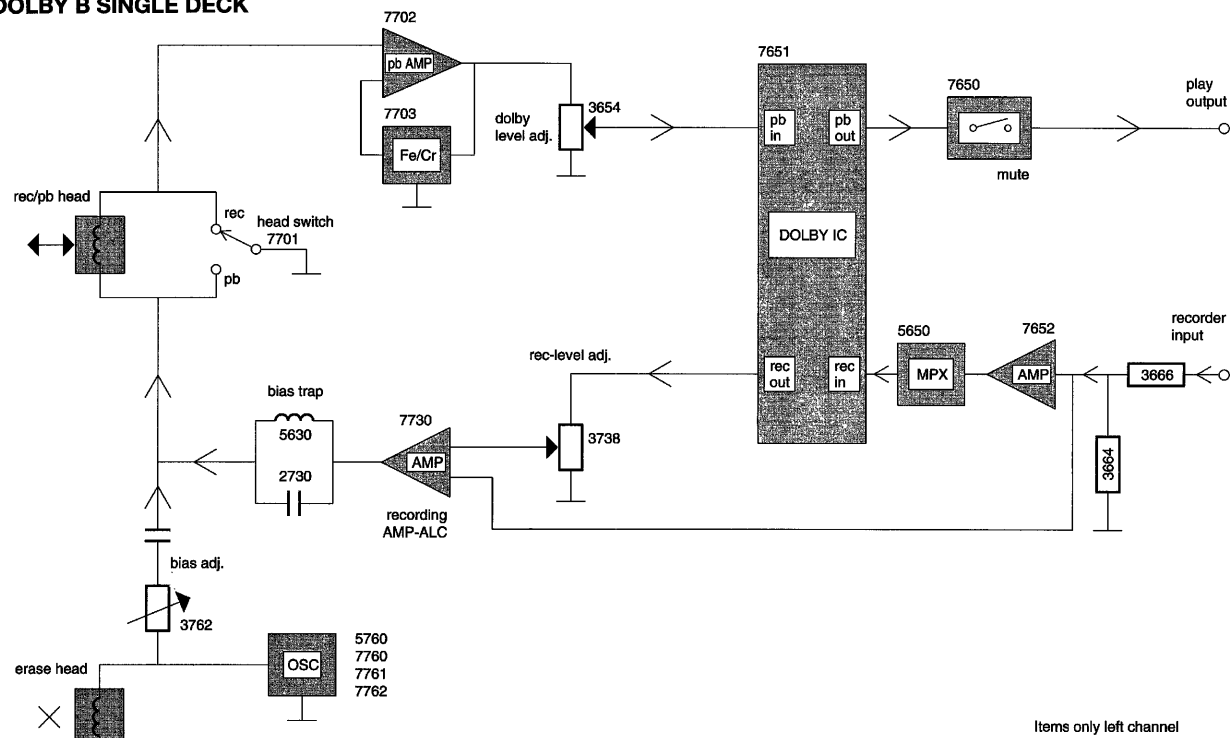 DOLBY B SINGLE DECK
7702
pb AMP
7703
Fe/Cr
dolby
level adj.
3654
7651
pb
in
pb
out
DOLBY IC
rec
out
rec
in
7650
mute
play
output
rec/pb head
rec
head switch
7701
pb
recorder
input
7652
AMP
5650
MPX
3666
3664
rec-level adj.
3738
7730
AMP
recording
AMP-ALC
bias trap
5630
2730
bias adj.
3762
erase head
OSC
5760
7760
7761
7762
Items only left channel